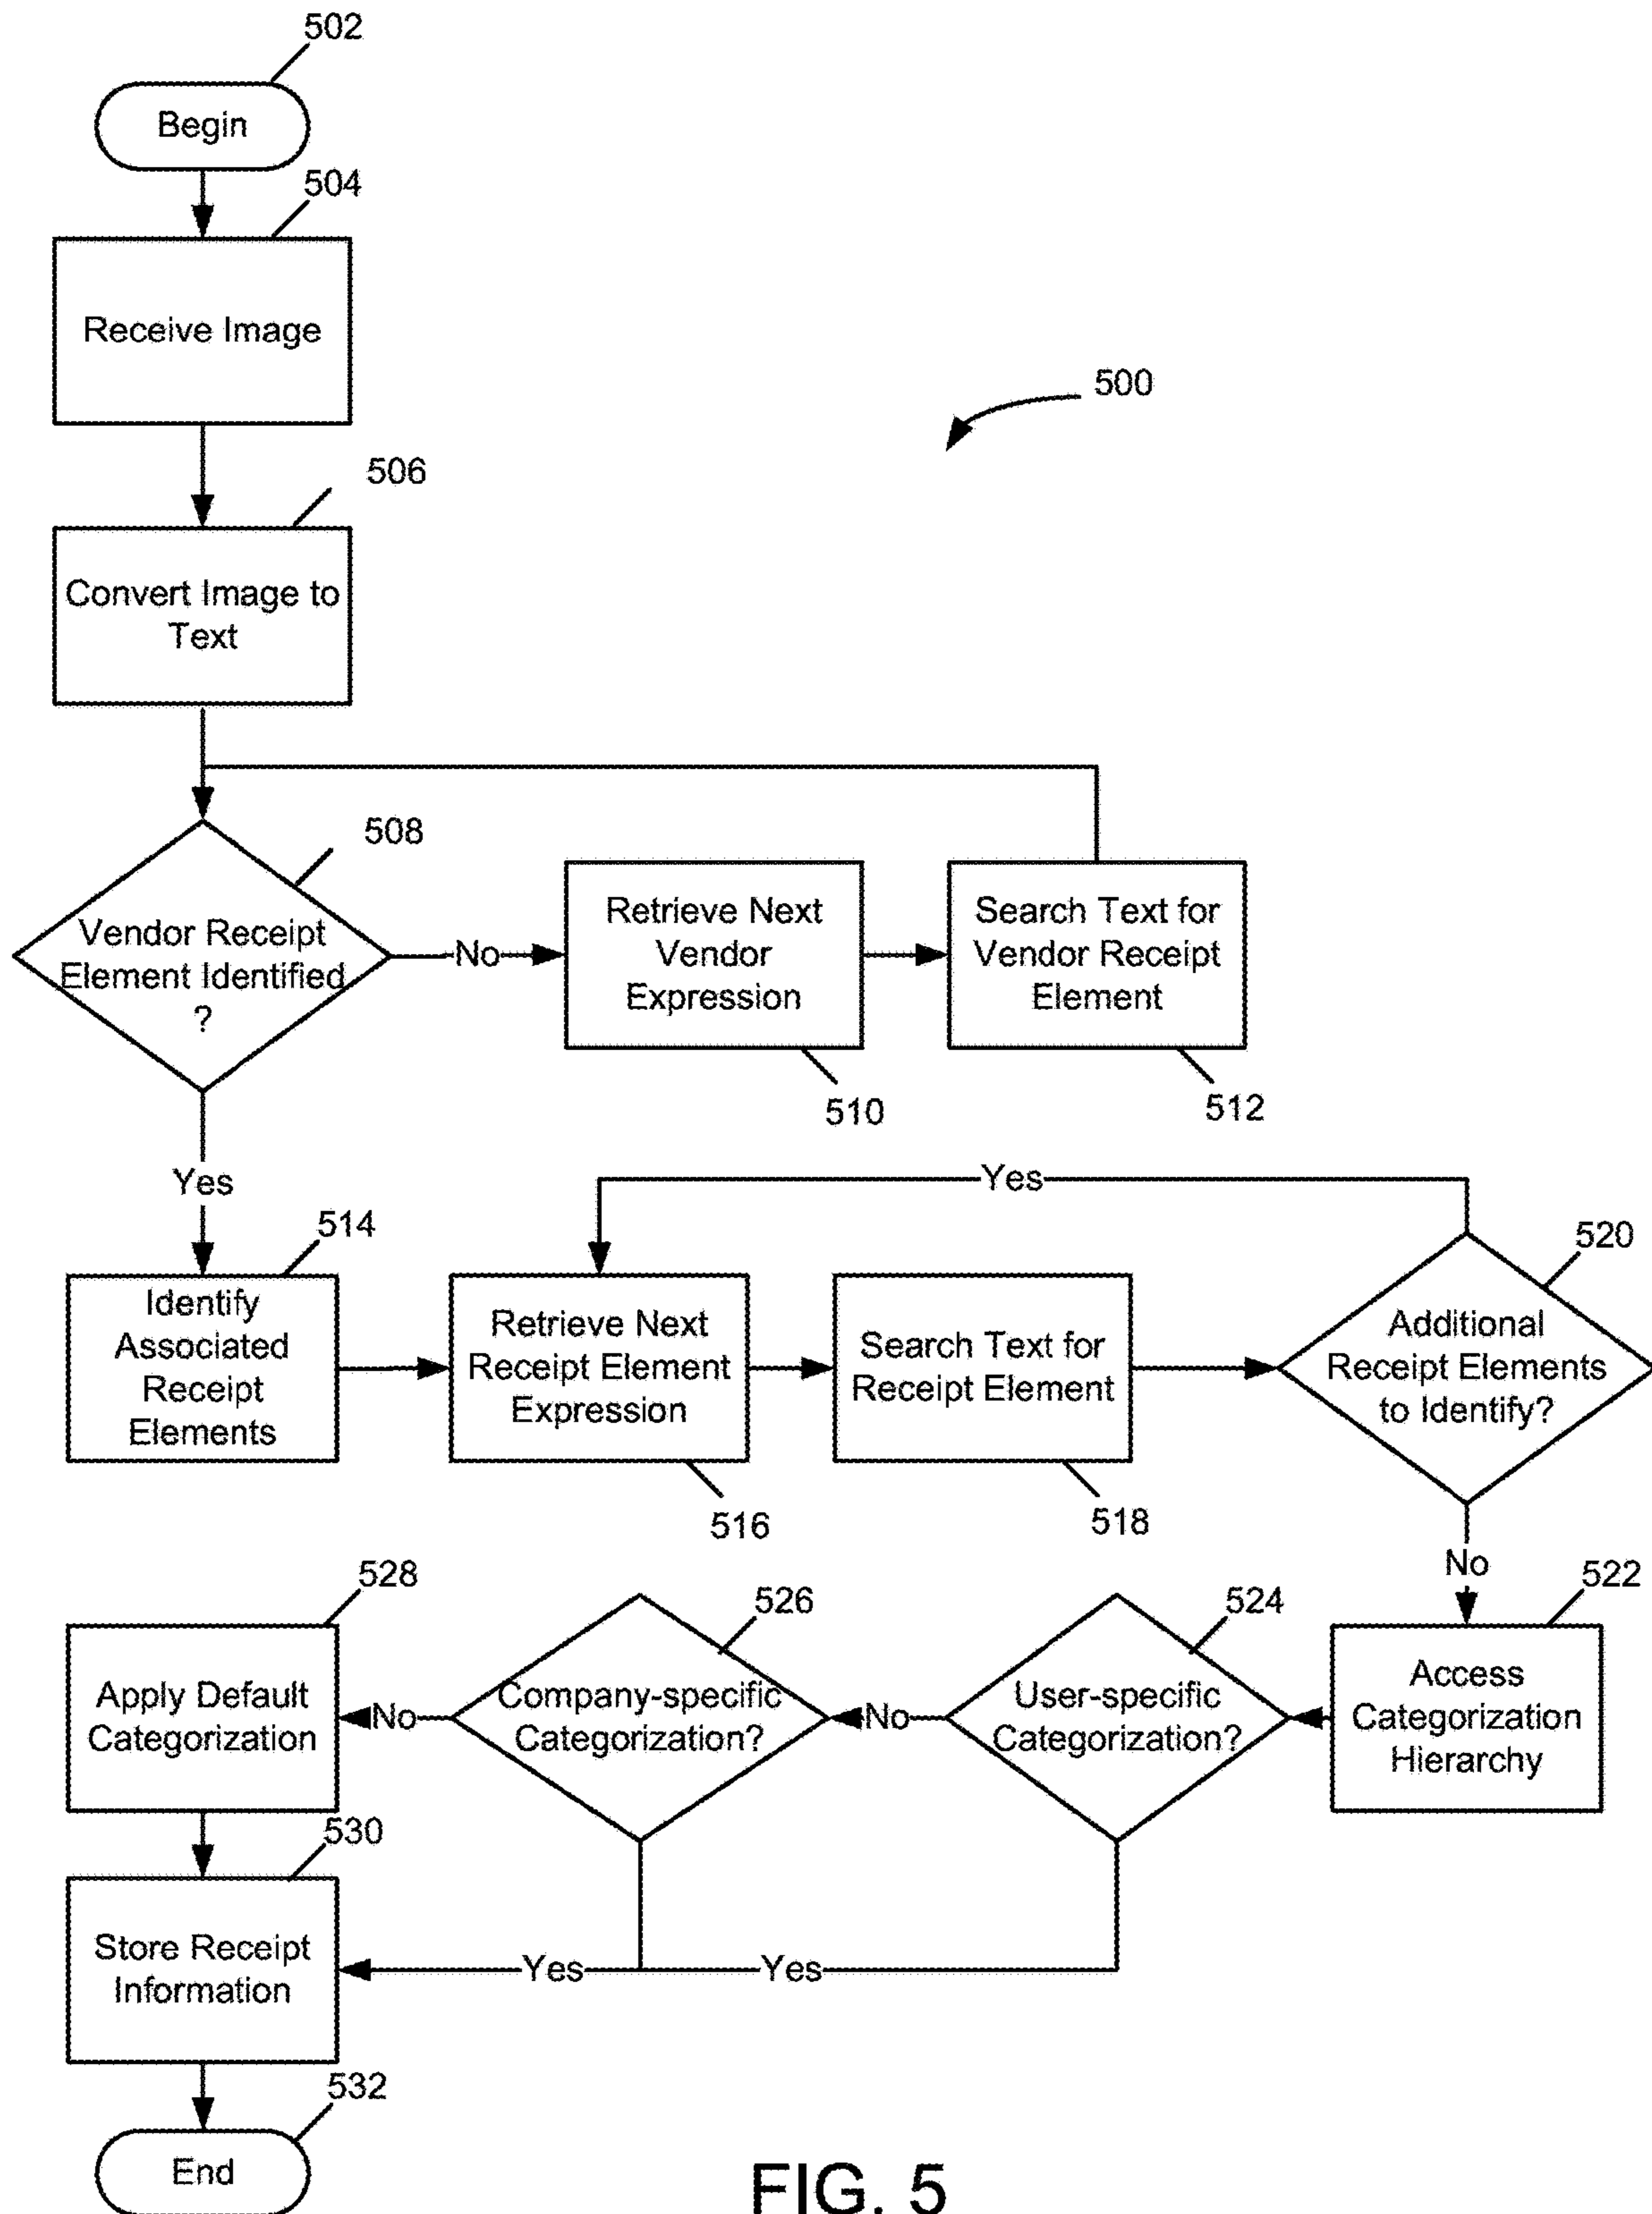 502
Begin
504
Receive Image
500
506
Convert Image to
Text
508
Vendor Receipt
Element Identified
?
No
Retrieve Next
Vendor
Expression
510
Search Text for
Vendor Receipt
Element
512
Yes
Yes
514
Identify
Associated
Receipt
Elements
Retrieve Next
Receipt Element
Expression
516
Search Text for
Receipt Element
518
520
Additional
Receipt Elements
to Identify?
No
522
Access
Categorization
Hierarchy
524
User-specific
Categorization?
No
526
Company-specific
Categorization?
No
528
Apply Default
Categorization
Yes
Yes
530
Store Receipt
Information
532
End
FIG. 5